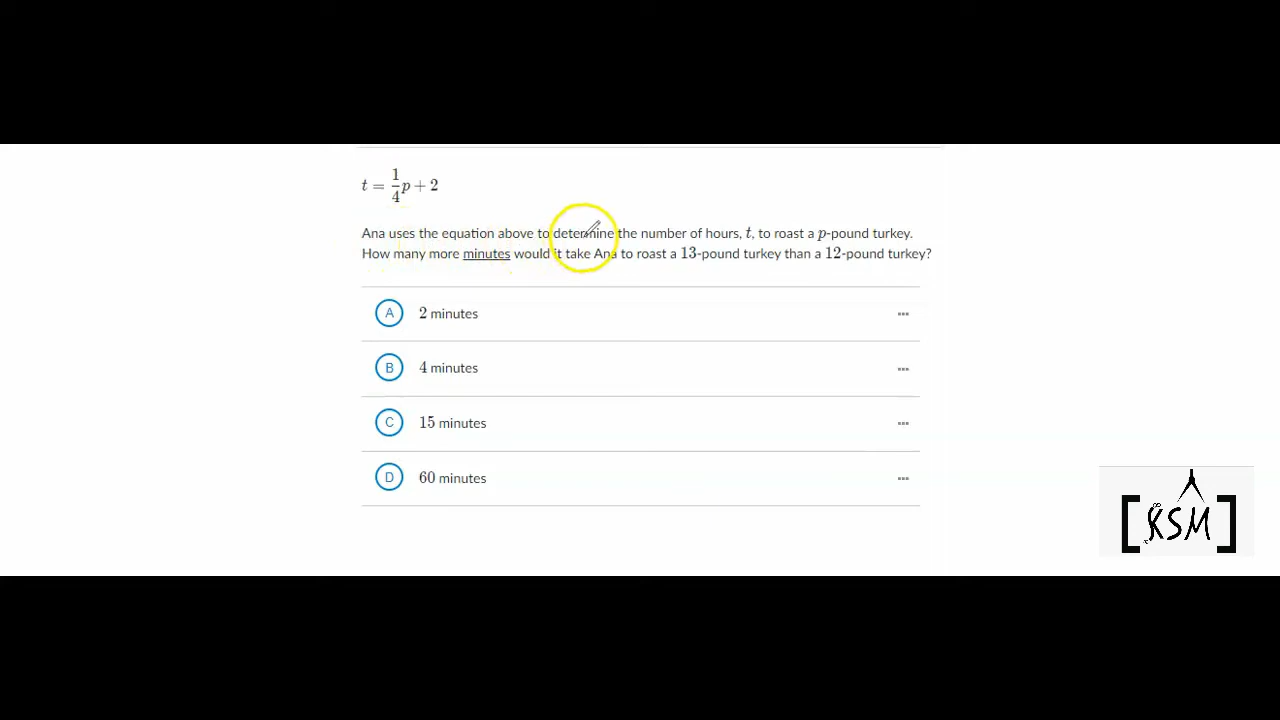 t = 1/4 p + 2
Ana uses the equation above to determine the number of hours, t, to roast a p-pound turkey.
How many more minutes would it take Ana to roast a 13-pound turkey than a 12-pound turkey?
A 2 minutes
B 4 minutes
C 15 minutes
D 60 minutes
[KSM]